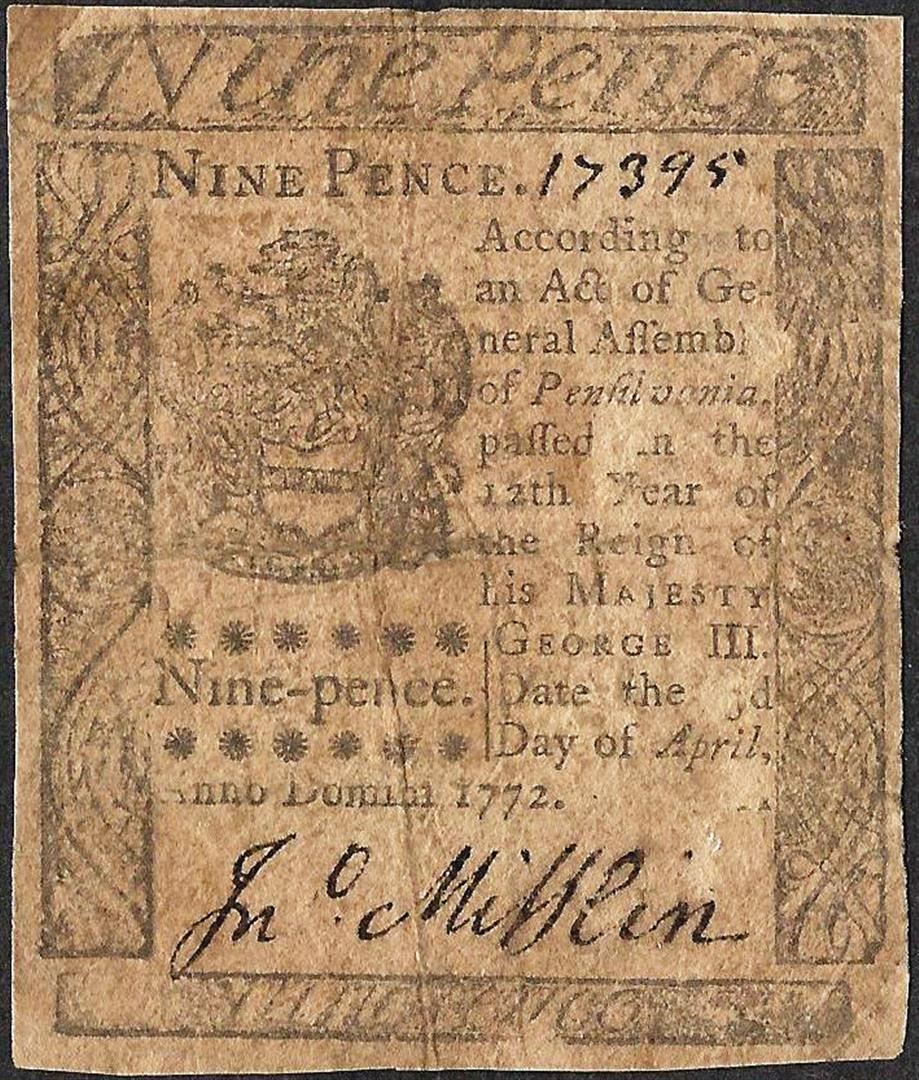 Nine Pence
NINE PENCE. 17395
According to
an Act of Ge-
neral Aſſembl
of Penſilvania,
paſſed in the
12th Year of
the Reign of
his MAJESTY
GEORGE III.
Nine-pence. Date the 3d
Day of April,
Anno Domini 1772.
Jnº. Mifflin